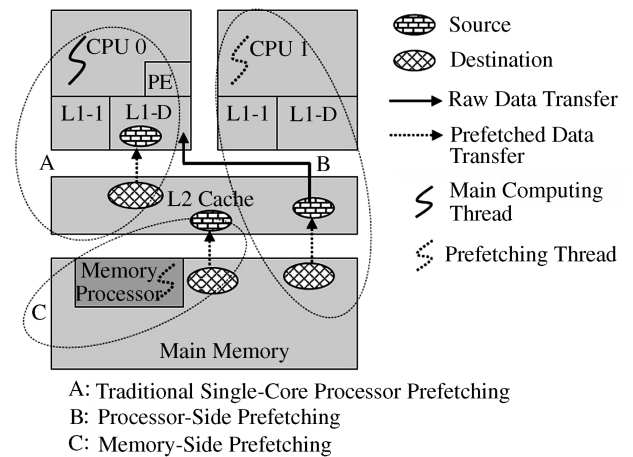 CPU 0
PE
L1-1
L1-D
CPU 1
L1-1
L1-D
A
B
L2 Cache
Memory
Processor
C
Main Memory
Source
Destination
Raw Data Transfer
Prefetched Data
Transfer
Main Computing
Thread
Prefetching Thread
A: Traditional Single-Core Processor Prefetching
B: Processor-Side Prefetching
C: Memory-Side Prefetching